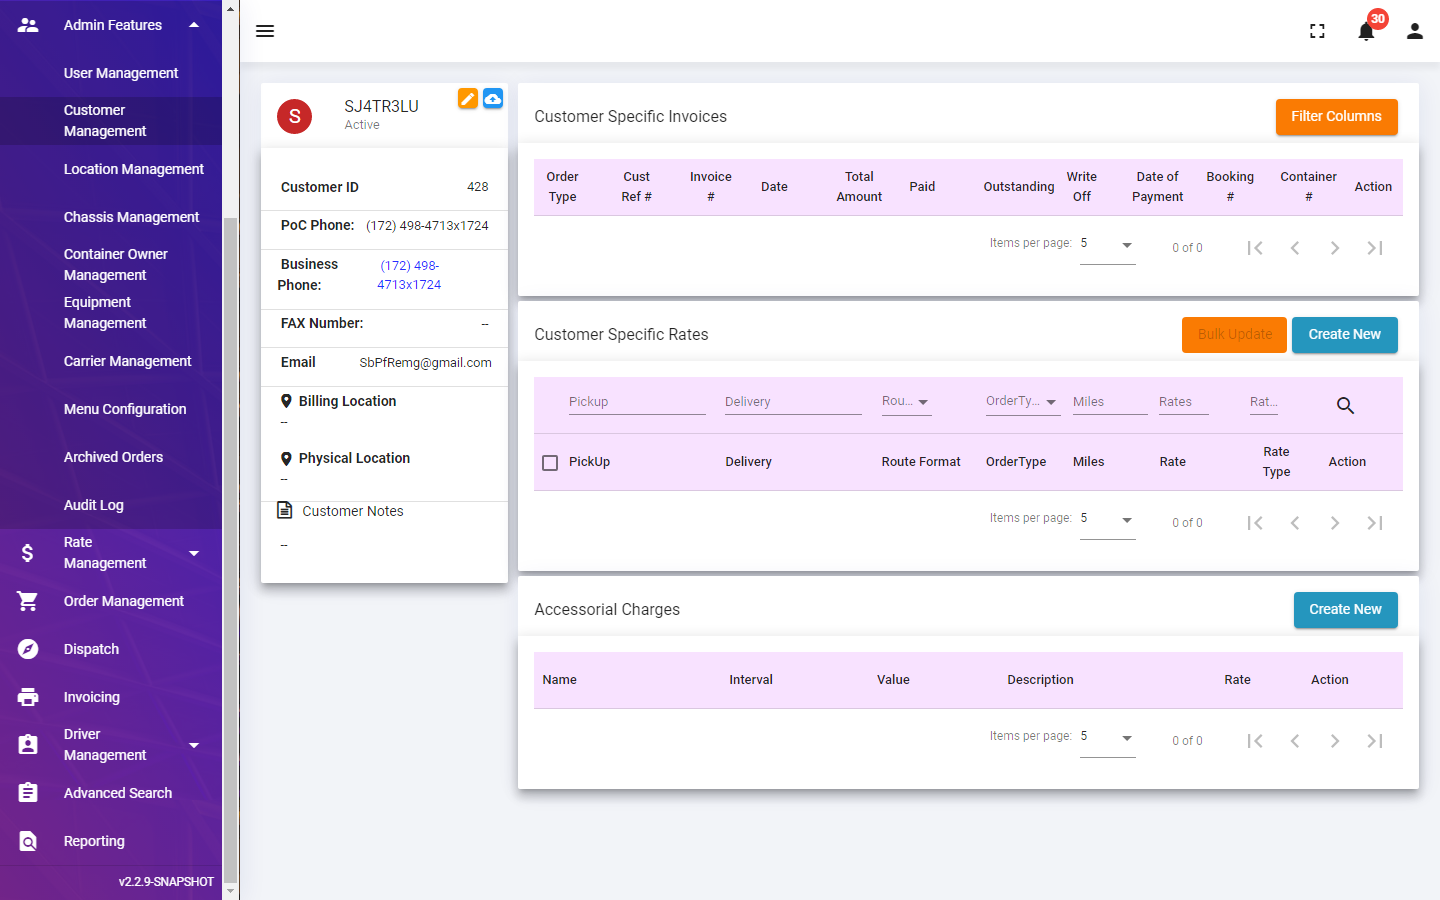 Admin Features
User Management
Customer
Management
Location Management
Chassis Management
Container Owner
Management
Equipment
Management
Carrier Management
Menu Configuration
Archived Orders
Audit Log
Rate
Management
Order Management
Dispatch
Invoicing
Driver
Management
Advanced Search
Reporting
v2.2.9-SNAPSHOT
30
S
SJ4TR3LU
Active
Customer ID 428
PoC Phone: (172) 498-4713x1724
Business (172) 498-
Phone: 4713x1724
FAX Number: --
Email SbPfRemg@gmail.com
Billing Location
--
Physical Location
--
Customer Notes
--
Customer Specific Invoices Filter Columns
Order Cust Invoice Total Write Date of Booking Container
Date Paid Outstanding Action
Type Ref # # Amount Off Payment # #
Items per page: 5 0 of 0
Customer Specific Rates Bulk Update Create New
Pickup Delivery Rou... OrderTy... Miles Rates Rat...
Rate
PickUp Delivery Route Format OrderType Miles Rate Action
Type
Items per page: 5 0 of 0
Accessorial Charges Create New
Name Interval Value Description Rate Action
Items per page: 5 0 of 0